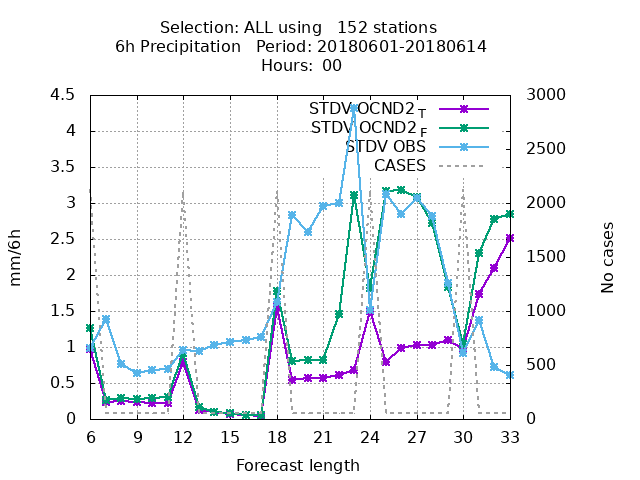 Selection: ALL using   152 stations
6h Precipitation   Period: 20180601-20180614
Hours:  00
4.5
4
3.5
3
2.5
2
1.5
1
0.5
0
3000
2500
2000
1500
1000
500
0
STDV OCND2 T
STDV OCND2 F
STDV OBS
CASES
mm/6h
No cases
6 9 12 15 18 21 24 27 30 33
Forecast length